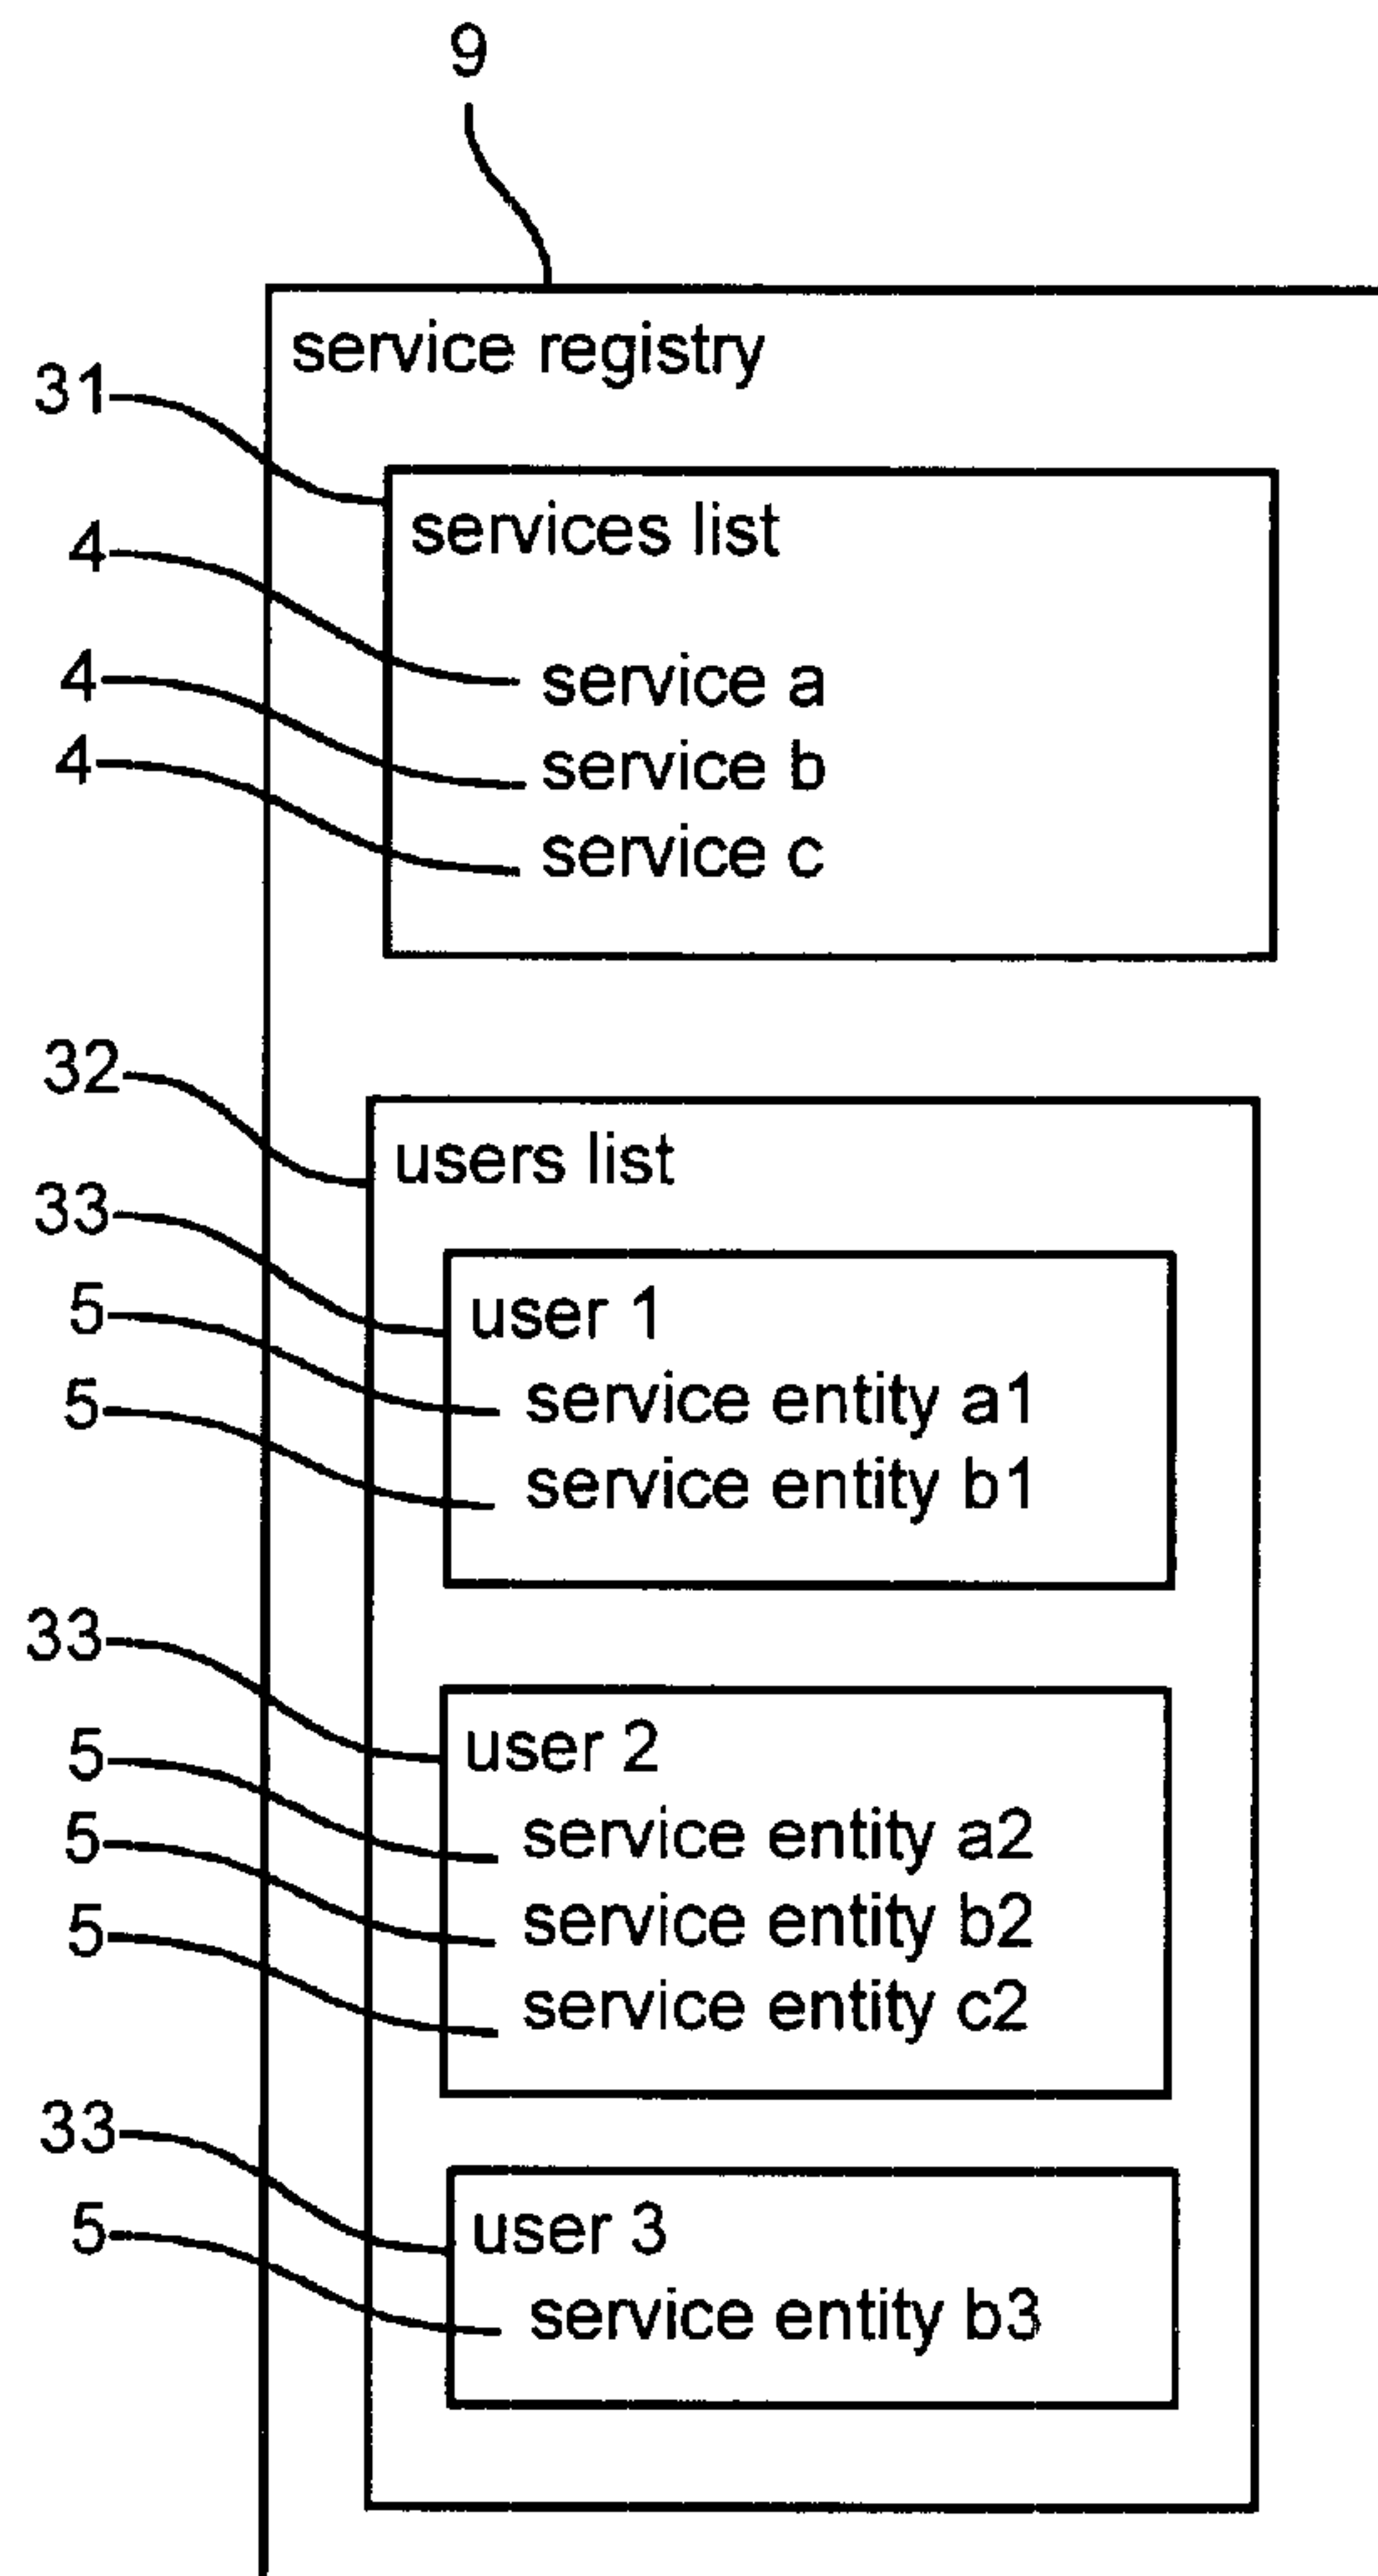 9
service registry
31
services list
4
service a
4
service b
4
service c
32
users list
33
user 1
5
service entity a1
5
service entity b1
33
user 2
5
service entity a2
5
service entity b2
5
service entity c2
33
user 3
5
service entity b3